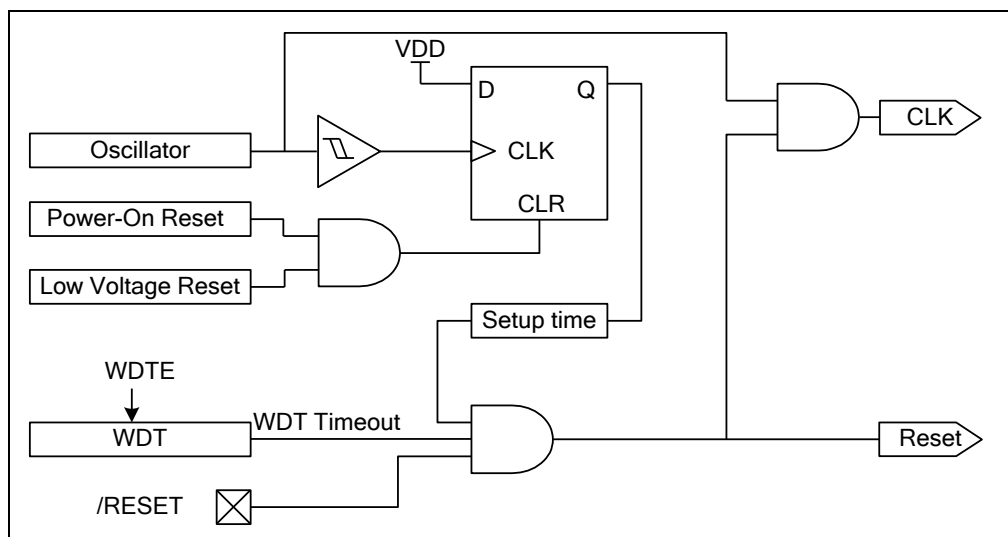 VDD
D
Q
CLK
Oscillator
CLK
CLR
Power-On Reset
Low Voltage Reset
Setup time
WDTE
WDT Timeout
WDT
Reset
/RESET